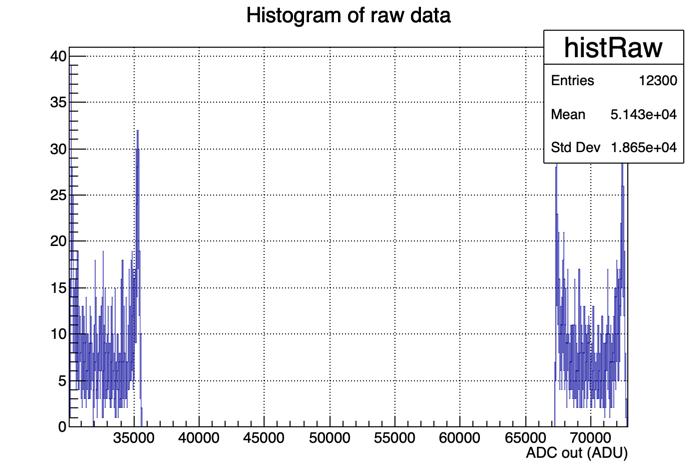 Histogram of raw data
histRaw
Entries 12300
Mean 5.143e+04
Std Dev 1.865e+04
40
35
30
25
20
15
10
5
0
35000 40000 45000 50000 55000 60000 65000 70000
ADC out (ADU)